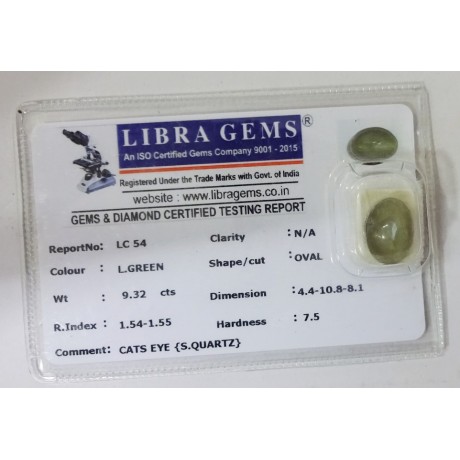 LIBRA GEMS®
An ISO Certified Gems Company 9001 - 2015
Registered Under the Trade Marks with Govt. of India
website : www.libragems.co.in
GEMS & DIAMOND CERTIFIED TESTING REPORT
ReportNo: LC 54 Clarity : N/A
Colour : L.GREEN Shape/cut : OVAL
Wt : 9.32 cts Dimension : 4.4-10.8-8.1
R.Index : 1.54-1.55 Hardness : 7.5
Comment: CATS EYE {S.QUARTZ}